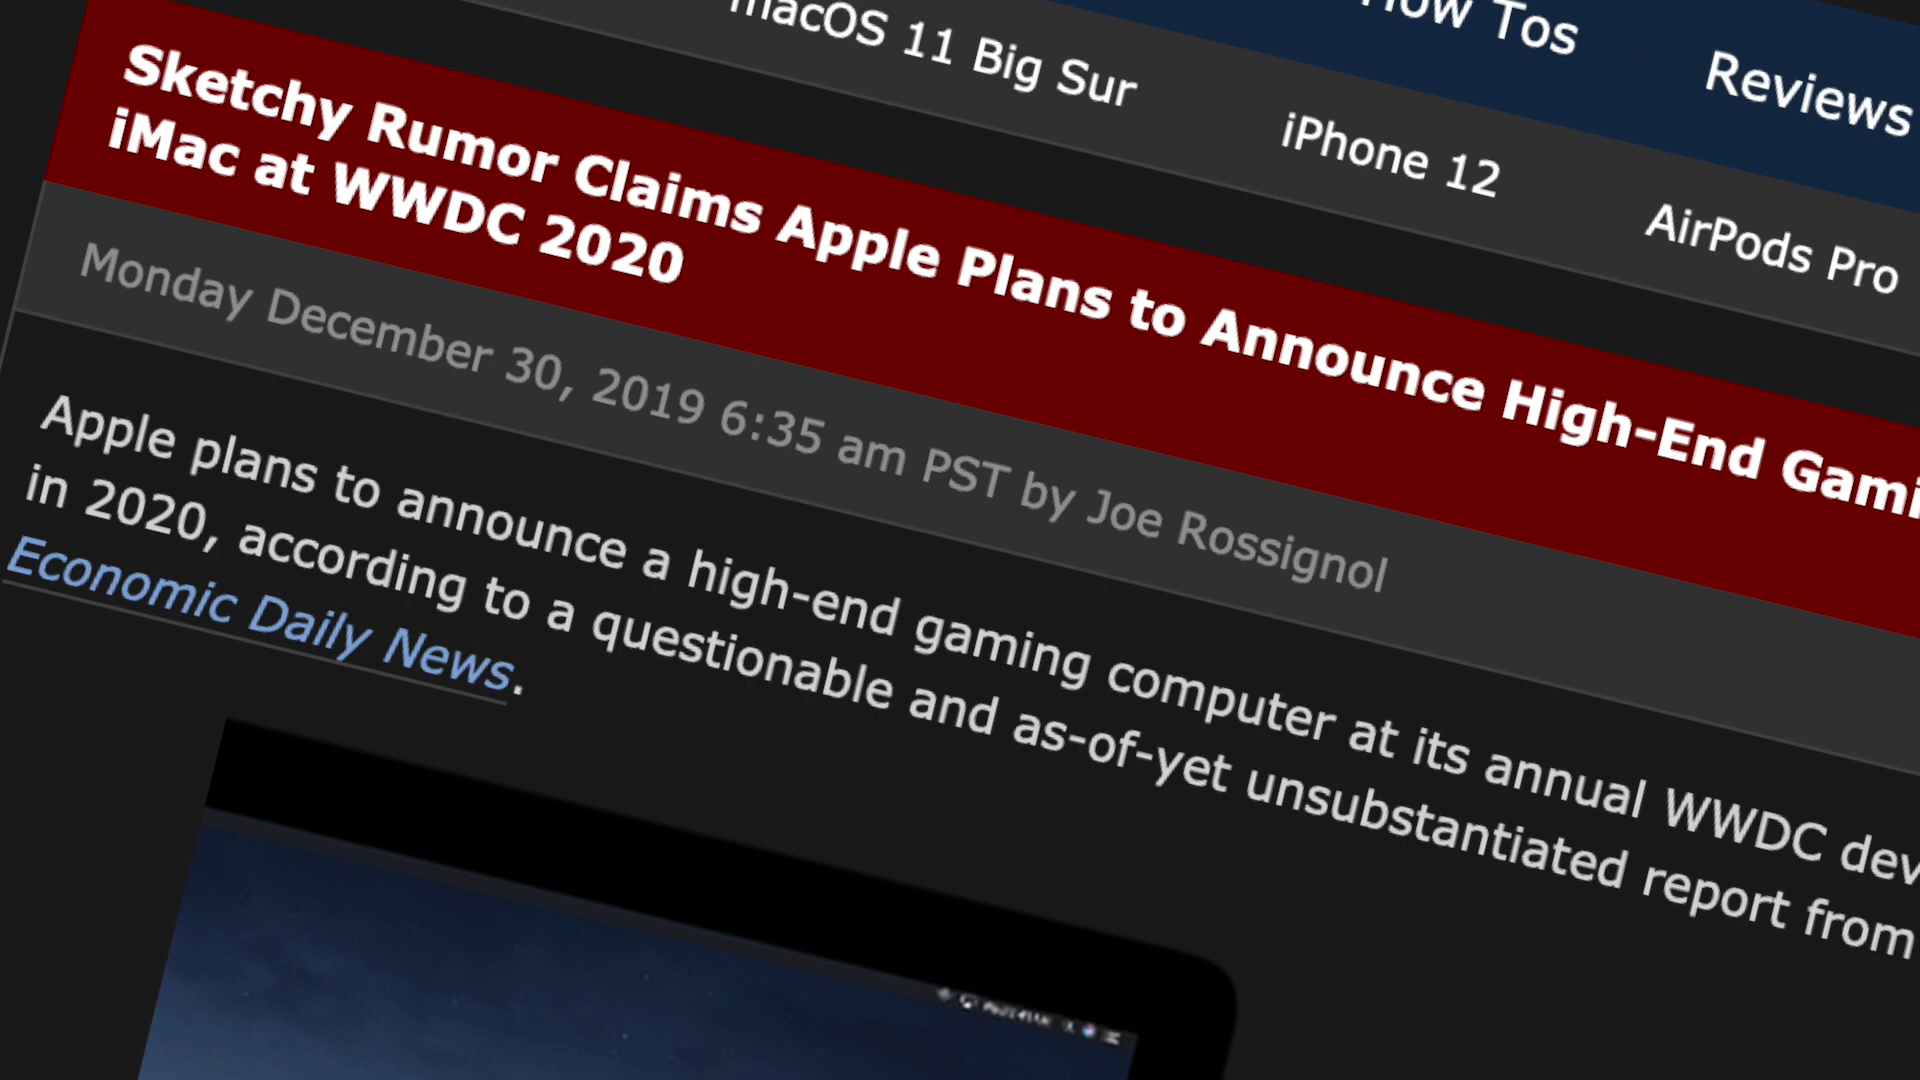 How Tos
Reviews
macOS 11 Big Sur
iPhone 12
AirPods Pro
Sketchy Rumor Claims Apple Plans to Announce High-End Gami
iMac at WWDC 2020
Monday December 30, 2019 6:35 am PST by Joe Rossignol
Apple plans to announce a high-end gaming computer at its annual WWDC dev
in 2020, according to a questionable and as-of-yet unsubstantiated report from
Economic Daily News.